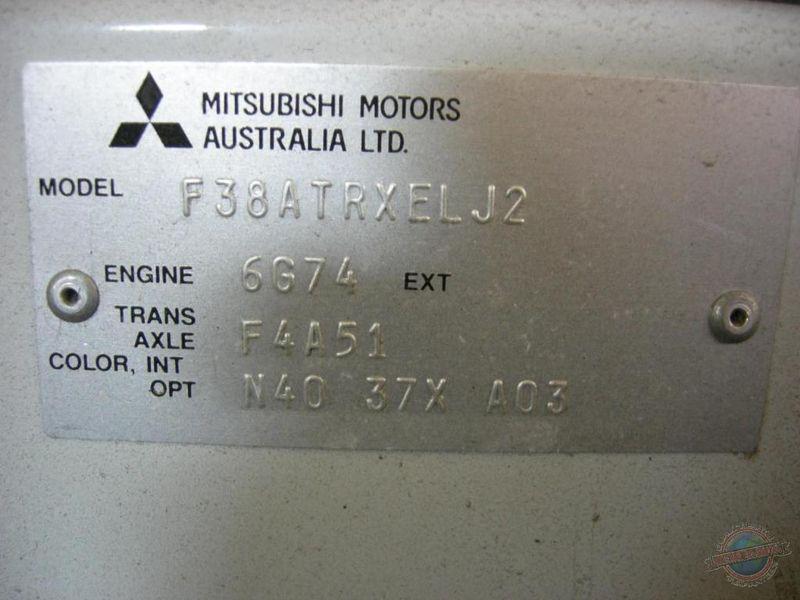 MITSUBISHI MOTORS
AUSTRALIA LTD.
MODEL F38ATRXELJ2
ENGINE 6G74 EXT
TRANS
AXLE F4A51
COLOR, INT
OPT N40 37X A03